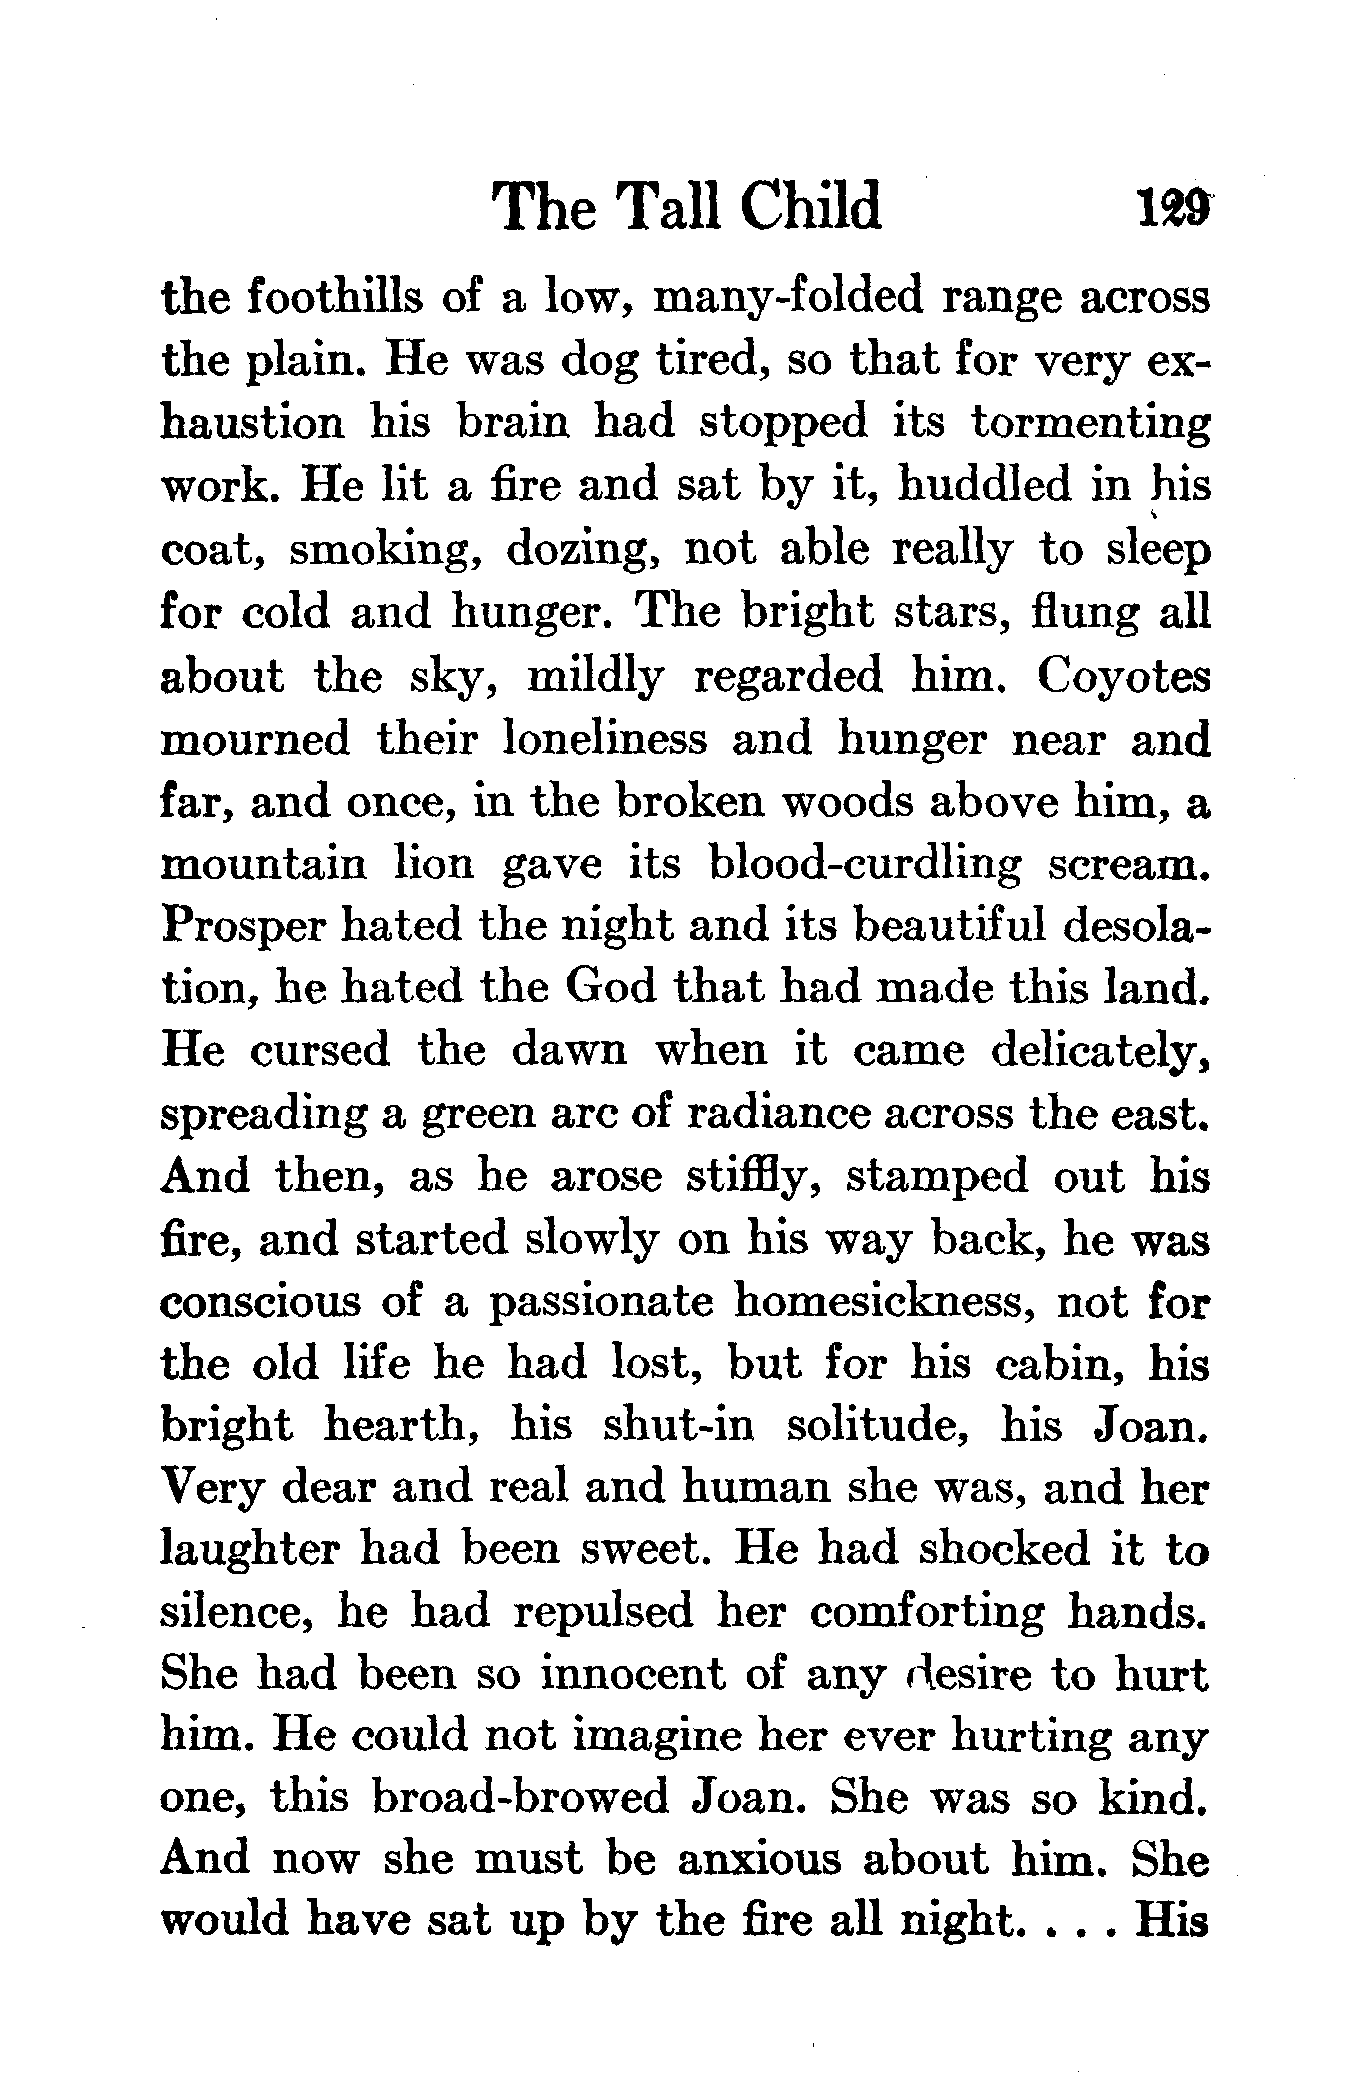 The Tall Child 129
the foothills of a low, many-folded range across
the plain. He was dog tired, so that for very ex-
haustion his brain had stopped its tormenting
work. He lit a fire and sat by it, huddled in his
coat, smoking, dozing, not able really to sleep
for cold and hunger. The bright stars, flung all
about the sky, mildly regarded him. Coyotes
mourned their loneliness and hunger near and
far, and once, in the broken woods above him, a
mountain lion gave its blood-curdling scream.
Prosper hated the night and its beautiful desola-
tion, he hated the God that had made this land.
He cursed the dawn when it came delicately,
spreading a green arc of radiance across the east.
And then, as he arose stiffly, stamped out his
fire, and started slowly on his way back, he was
conscious of a passionate homesickness, not for
the old life he had lost, but for his cabin, his
bright hearth, his shut-in solitude, his Joan.
Very dear and real and human she was, and her
laughter had been sweet. He had shocked it to
silence, he had repulsed her comforting hands.
She had been so innocent of any desire to hurt
him. He could not imagine her ever hurting any
one, this broad-browed Joan. She was so kind.
And now she must be anxious about him. She
would have sat up by the fire all night. . . . His